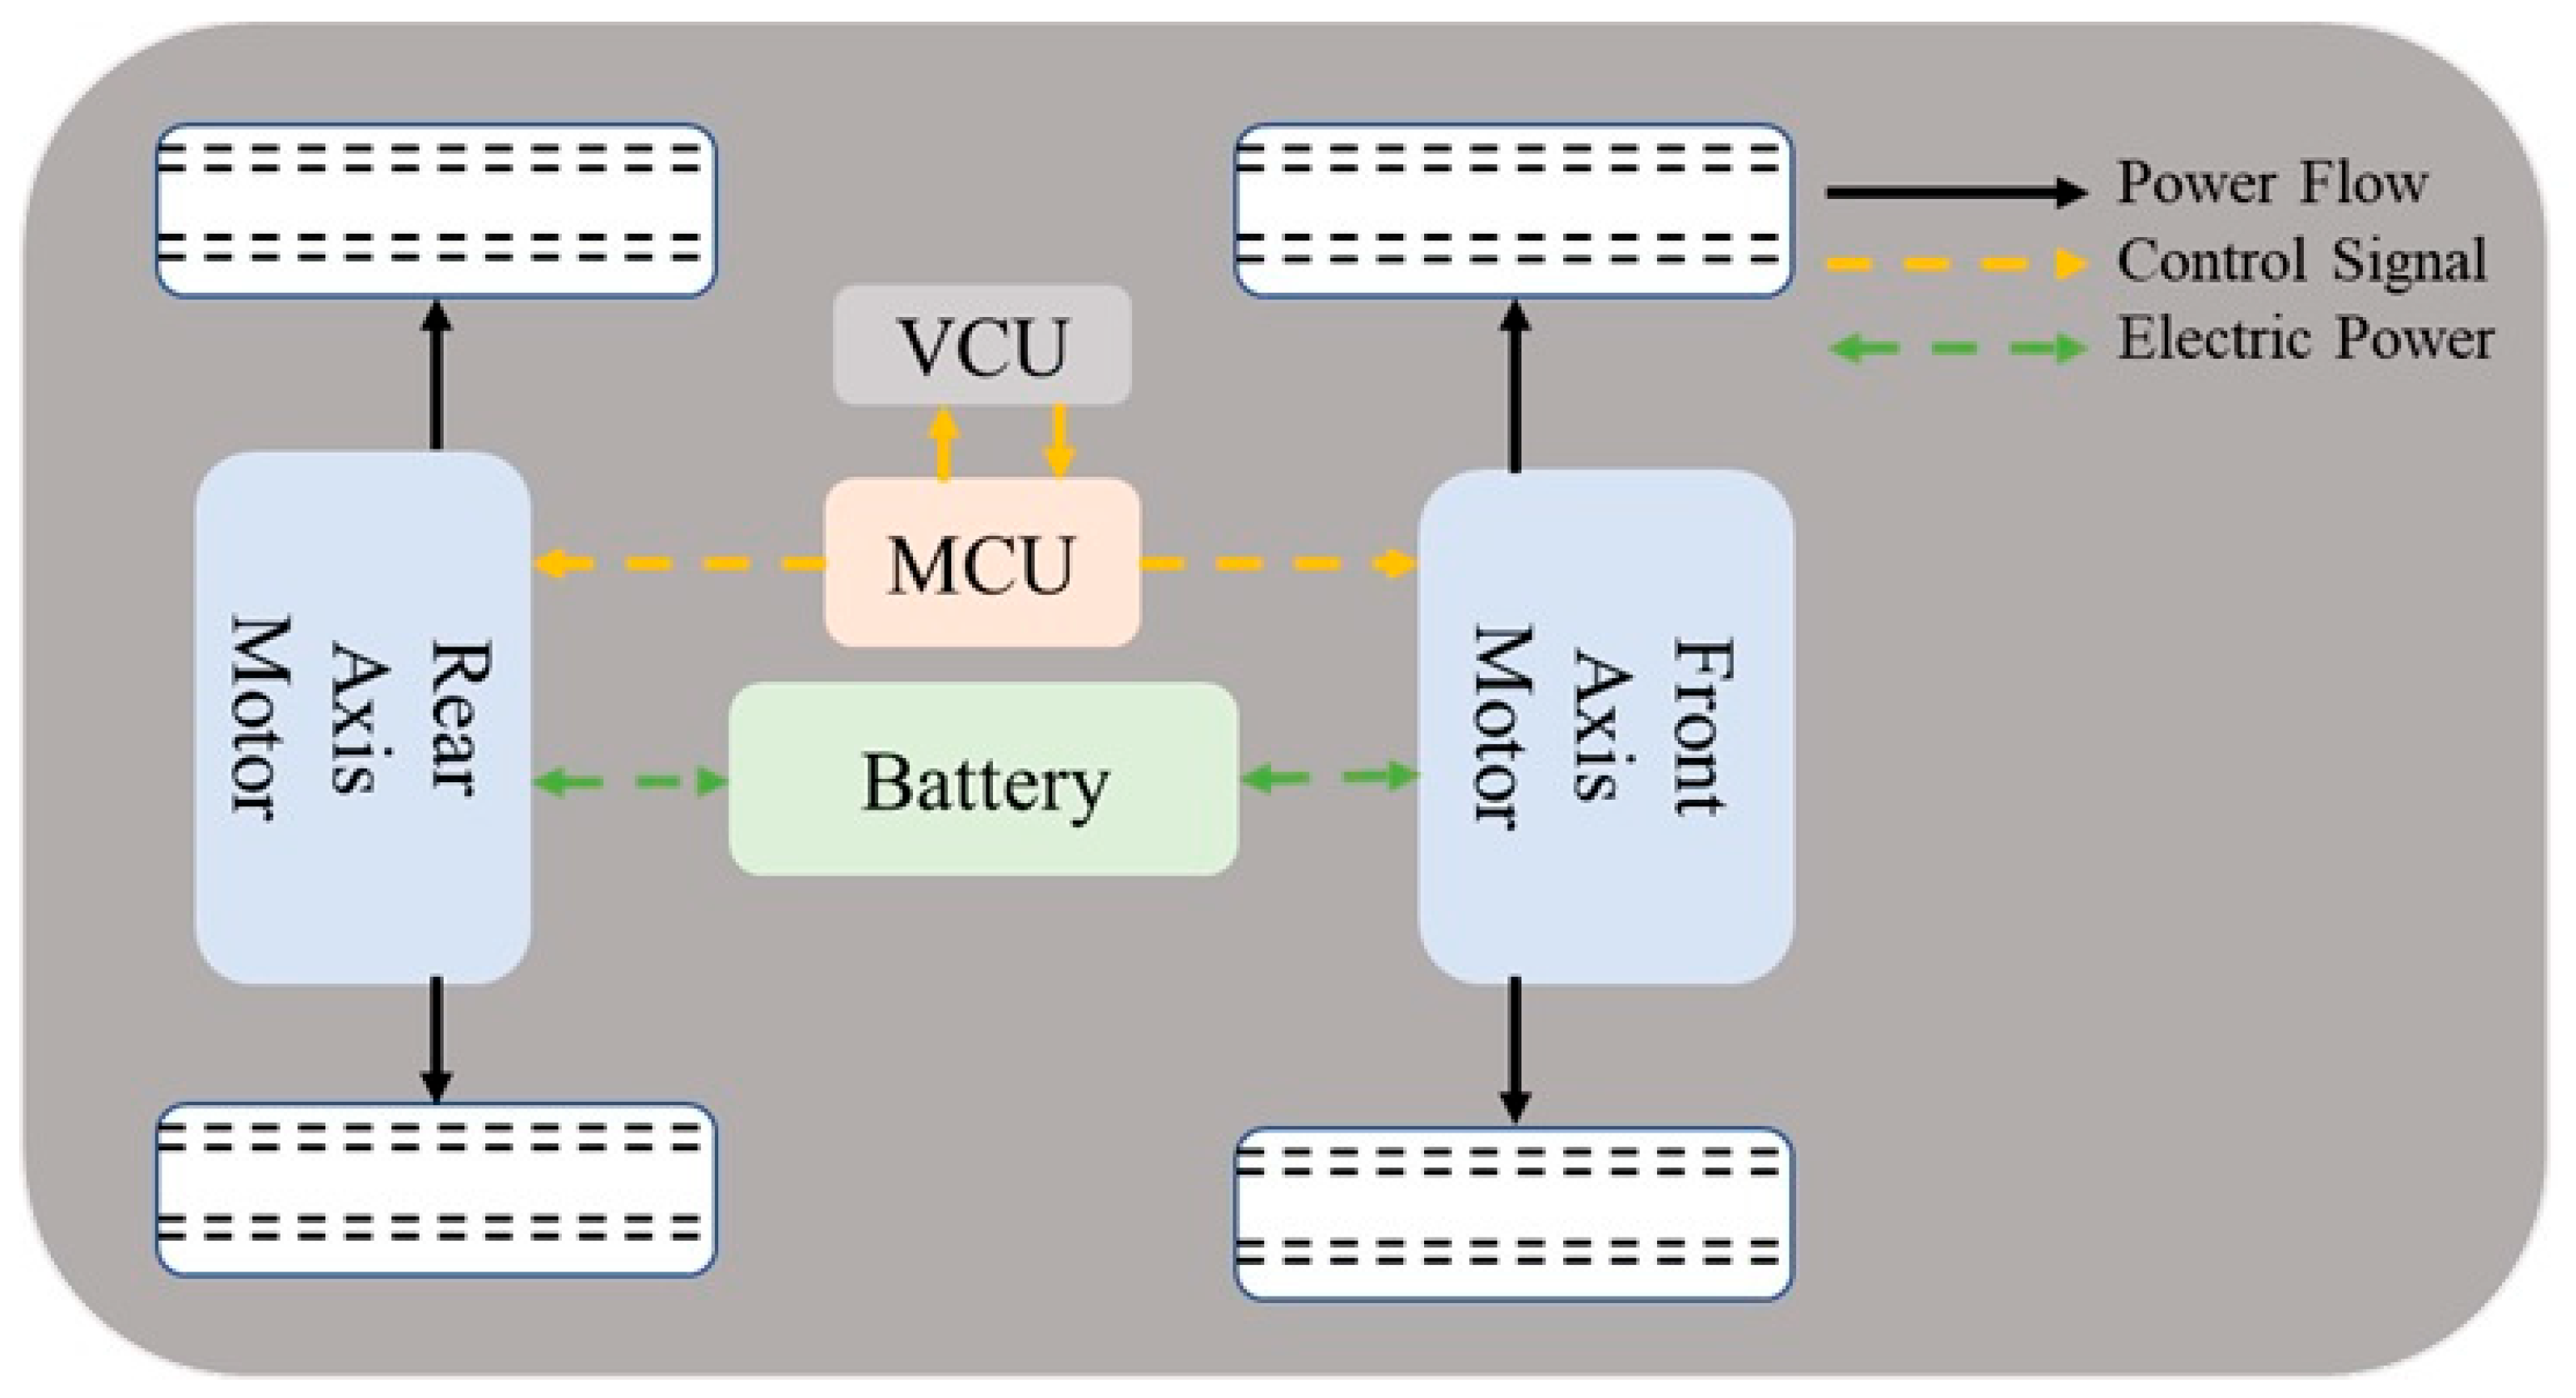 Power Flow
Control Signal
Electric Power
VCU
MCU
Battery
Rear
Axis
Motor
Front
Axis
Motor